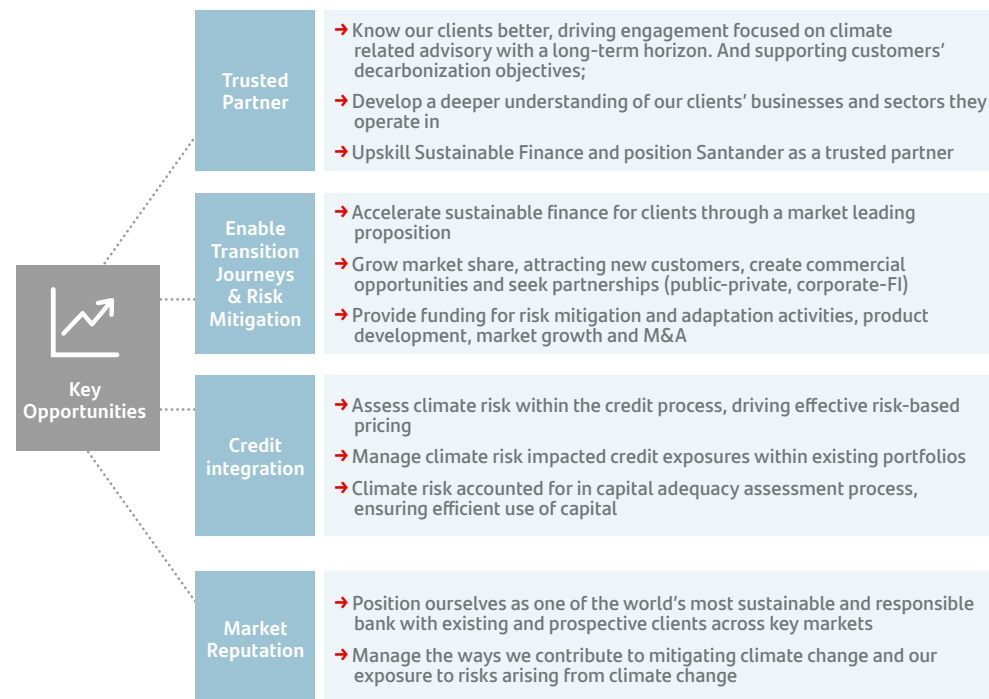 Key
Opportunities
Trusted
Partner
→ Know our clients better, driving engagement focused on climate
related advisory with a long-term horizon. And supporting customers’
decarbonization objectives;
→ Develop a deeper understanding of our clients’ businesses and sectors they
operate in
→ Upskill Sustainable Finance and position Santander as a trusted partner
Enable
Transition
Journeys
& Risk
Mitigation
→ Accelerate sustainable finance for clients through a market leading
proposition
→ Grow market share, attracting new customers, create commercial
opportunities and seek partnerships (public-private, corporate-FI)
→ Provide funding for risk mitigation and adaptation activities, product
development, market growth and M&A
Credit
integration
→ Assess climate risk within the credit process, driving effective risk-based
pricing
→ Manage climate risk impacted credit exposures within existing portfolios
→ Climate risk accounted for in capital adequacy assessment process,
ensuring efficient use of capital
Market
Reputation
→ Position ourselves as one of the world’s most sustainable and responsible
bank with existing and prospective clients across key markets
→ Manage the ways we contribute to mitigating climate change and our
exposure to risks arising from climate change